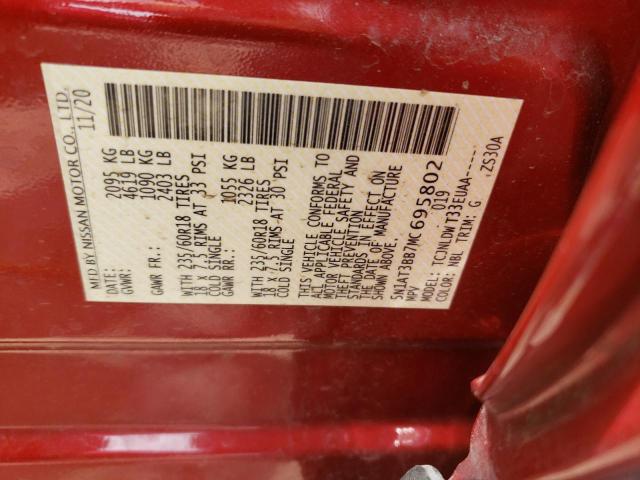 MFD BY NISSAN MOTOR CO., LTD.
DATE: 11/20
GVWR: 2095 KG
4619 LB
GAWR FR: 1090 KG
2403 LB
WITH 235/60R18 TIRES
18 x 7.5 RIMS AT 33 PSI
COLD SINGLE
GAWR RR: 1055 KG
2326 LB
WITH 235/60R18 TIRES
18 x 7.5 RIMS AT 30 PSI
COLD SINGLE
THIS VEHICLE CONFORMS TO
ALL APPLICABLE FEDERAL
MOTOR VEHICLE SAFETY AND
THEFT PREVENTION
STANDARDS IN EFFECT ON
THE DATE OF MANUFACTURE
SHOWN ABOVE.
5N1AT3BB7MC695802
MPV 019
MODEL: TCJNLDWT33EUAA-----
COLOR: NBL TRIM: G ZS30A